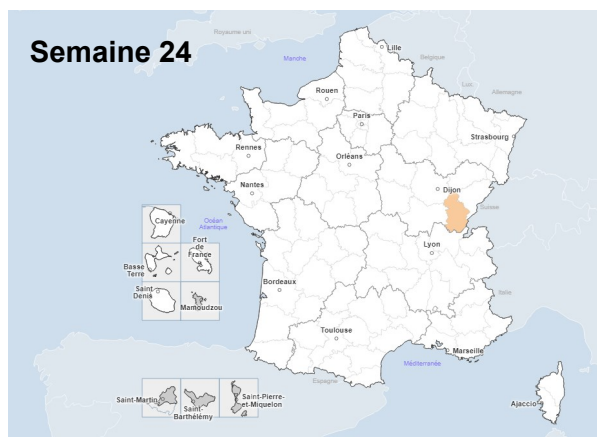 Semaine 24
Royaume uni
Lille
Manche
Belgique
Luc.
Allemagne
Rouen
Paris
Strasbourg
Rennes
Orléans
Nantes
Dijon
Suisse
Cayenne
Océan
Atlantique
Lyon
Fort
de
France
Basse
Terre
Saint
Denis
Mamoudzou
Bordeaux
Italie
Toulouse
Marseille
Méditerranée
Espagne
Saint-Martin
Saint-
Barthélémy
Saint-Pierre-
et-Miquelon
Ajaccio